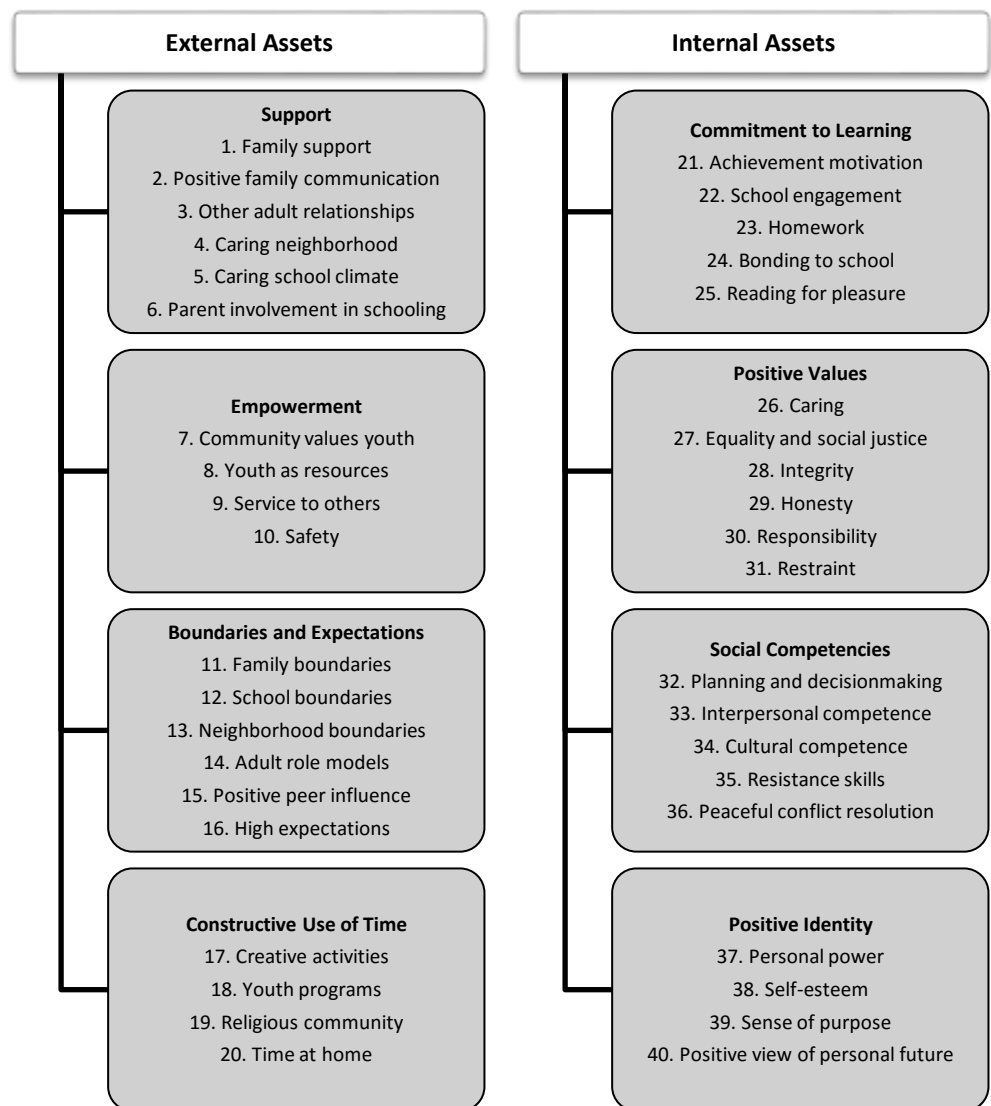 External Assets
Support
1. Family support
2. Positive family communication
3. Other adult relationships
4. Caring neighborhood
5. Caring school climate
6. Parent involvement in schooling
Empowerment
7. Community values youth
8. Youth as resources
9. Service to others
10. Safety
Boundaries and Expectations
11. Family boundaries
12. School boundaries
13. Neighborhood boundaries
14. Adult role models
15. Positive peer influence
16. High expectations
Constructive Use of Time
17. Creative activities
18. Youth programs
19. Religious community
20. Time at home
Internal Assets
Commitment to Learning
21. Achievement motivation
22. School engagement
23. Homework
24. Bonding to school
25. Reading for pleasure
Positive Values
26. Caring
27. Equality and social justice
28. Integrity
29. Honesty
30. Responsibility
31. Restraint
Social Competencies
32. Planning and decisionmaking
33. Interpersonal competence
34. Cultural competence
35. Resistance skills
36. Peaceful conflict resolution
Positive Identity
37. Personal power
38. Self-esteem
39. Sense of purpose
40. Positive view of personal future